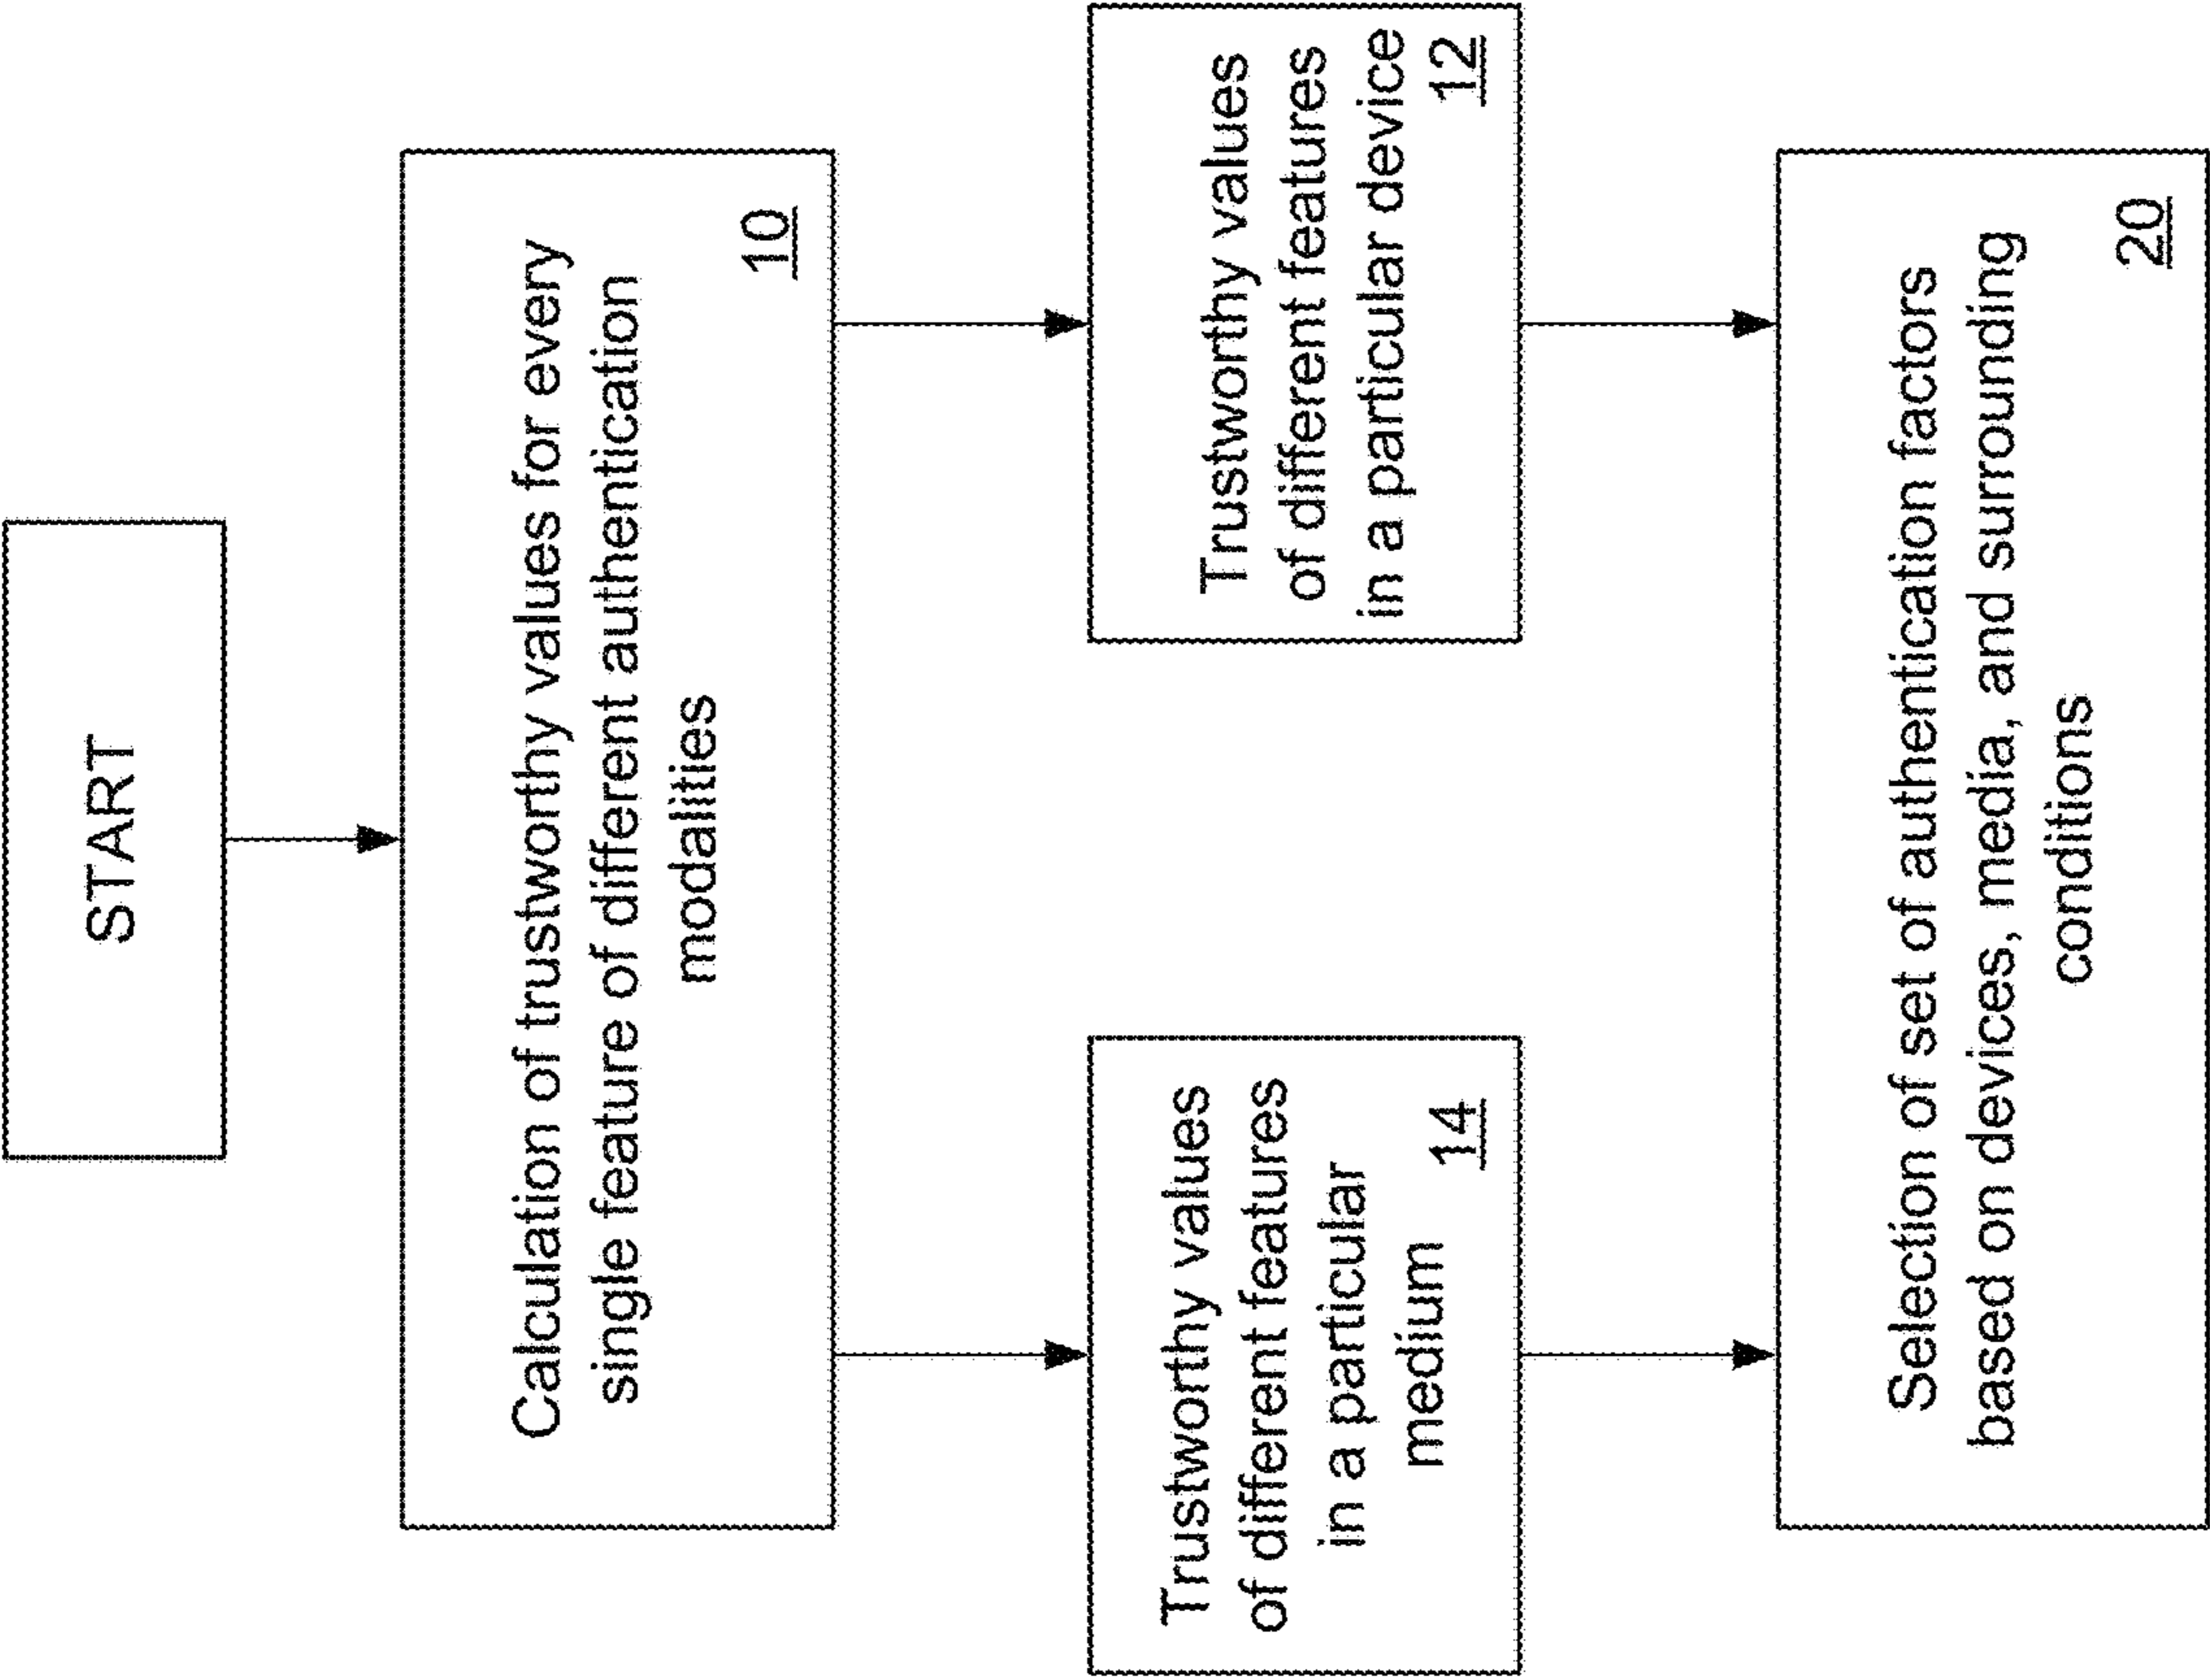 START
Calculation of trustworthy values for every
single feature of different authentication
modalities
10
Trustworthy values
of different features
in a particular
medium
14
Trustworthy values
of different features
in a particular device
12
Selection of set of authentication factors
based on devices, media, and surrounding
conditions
20